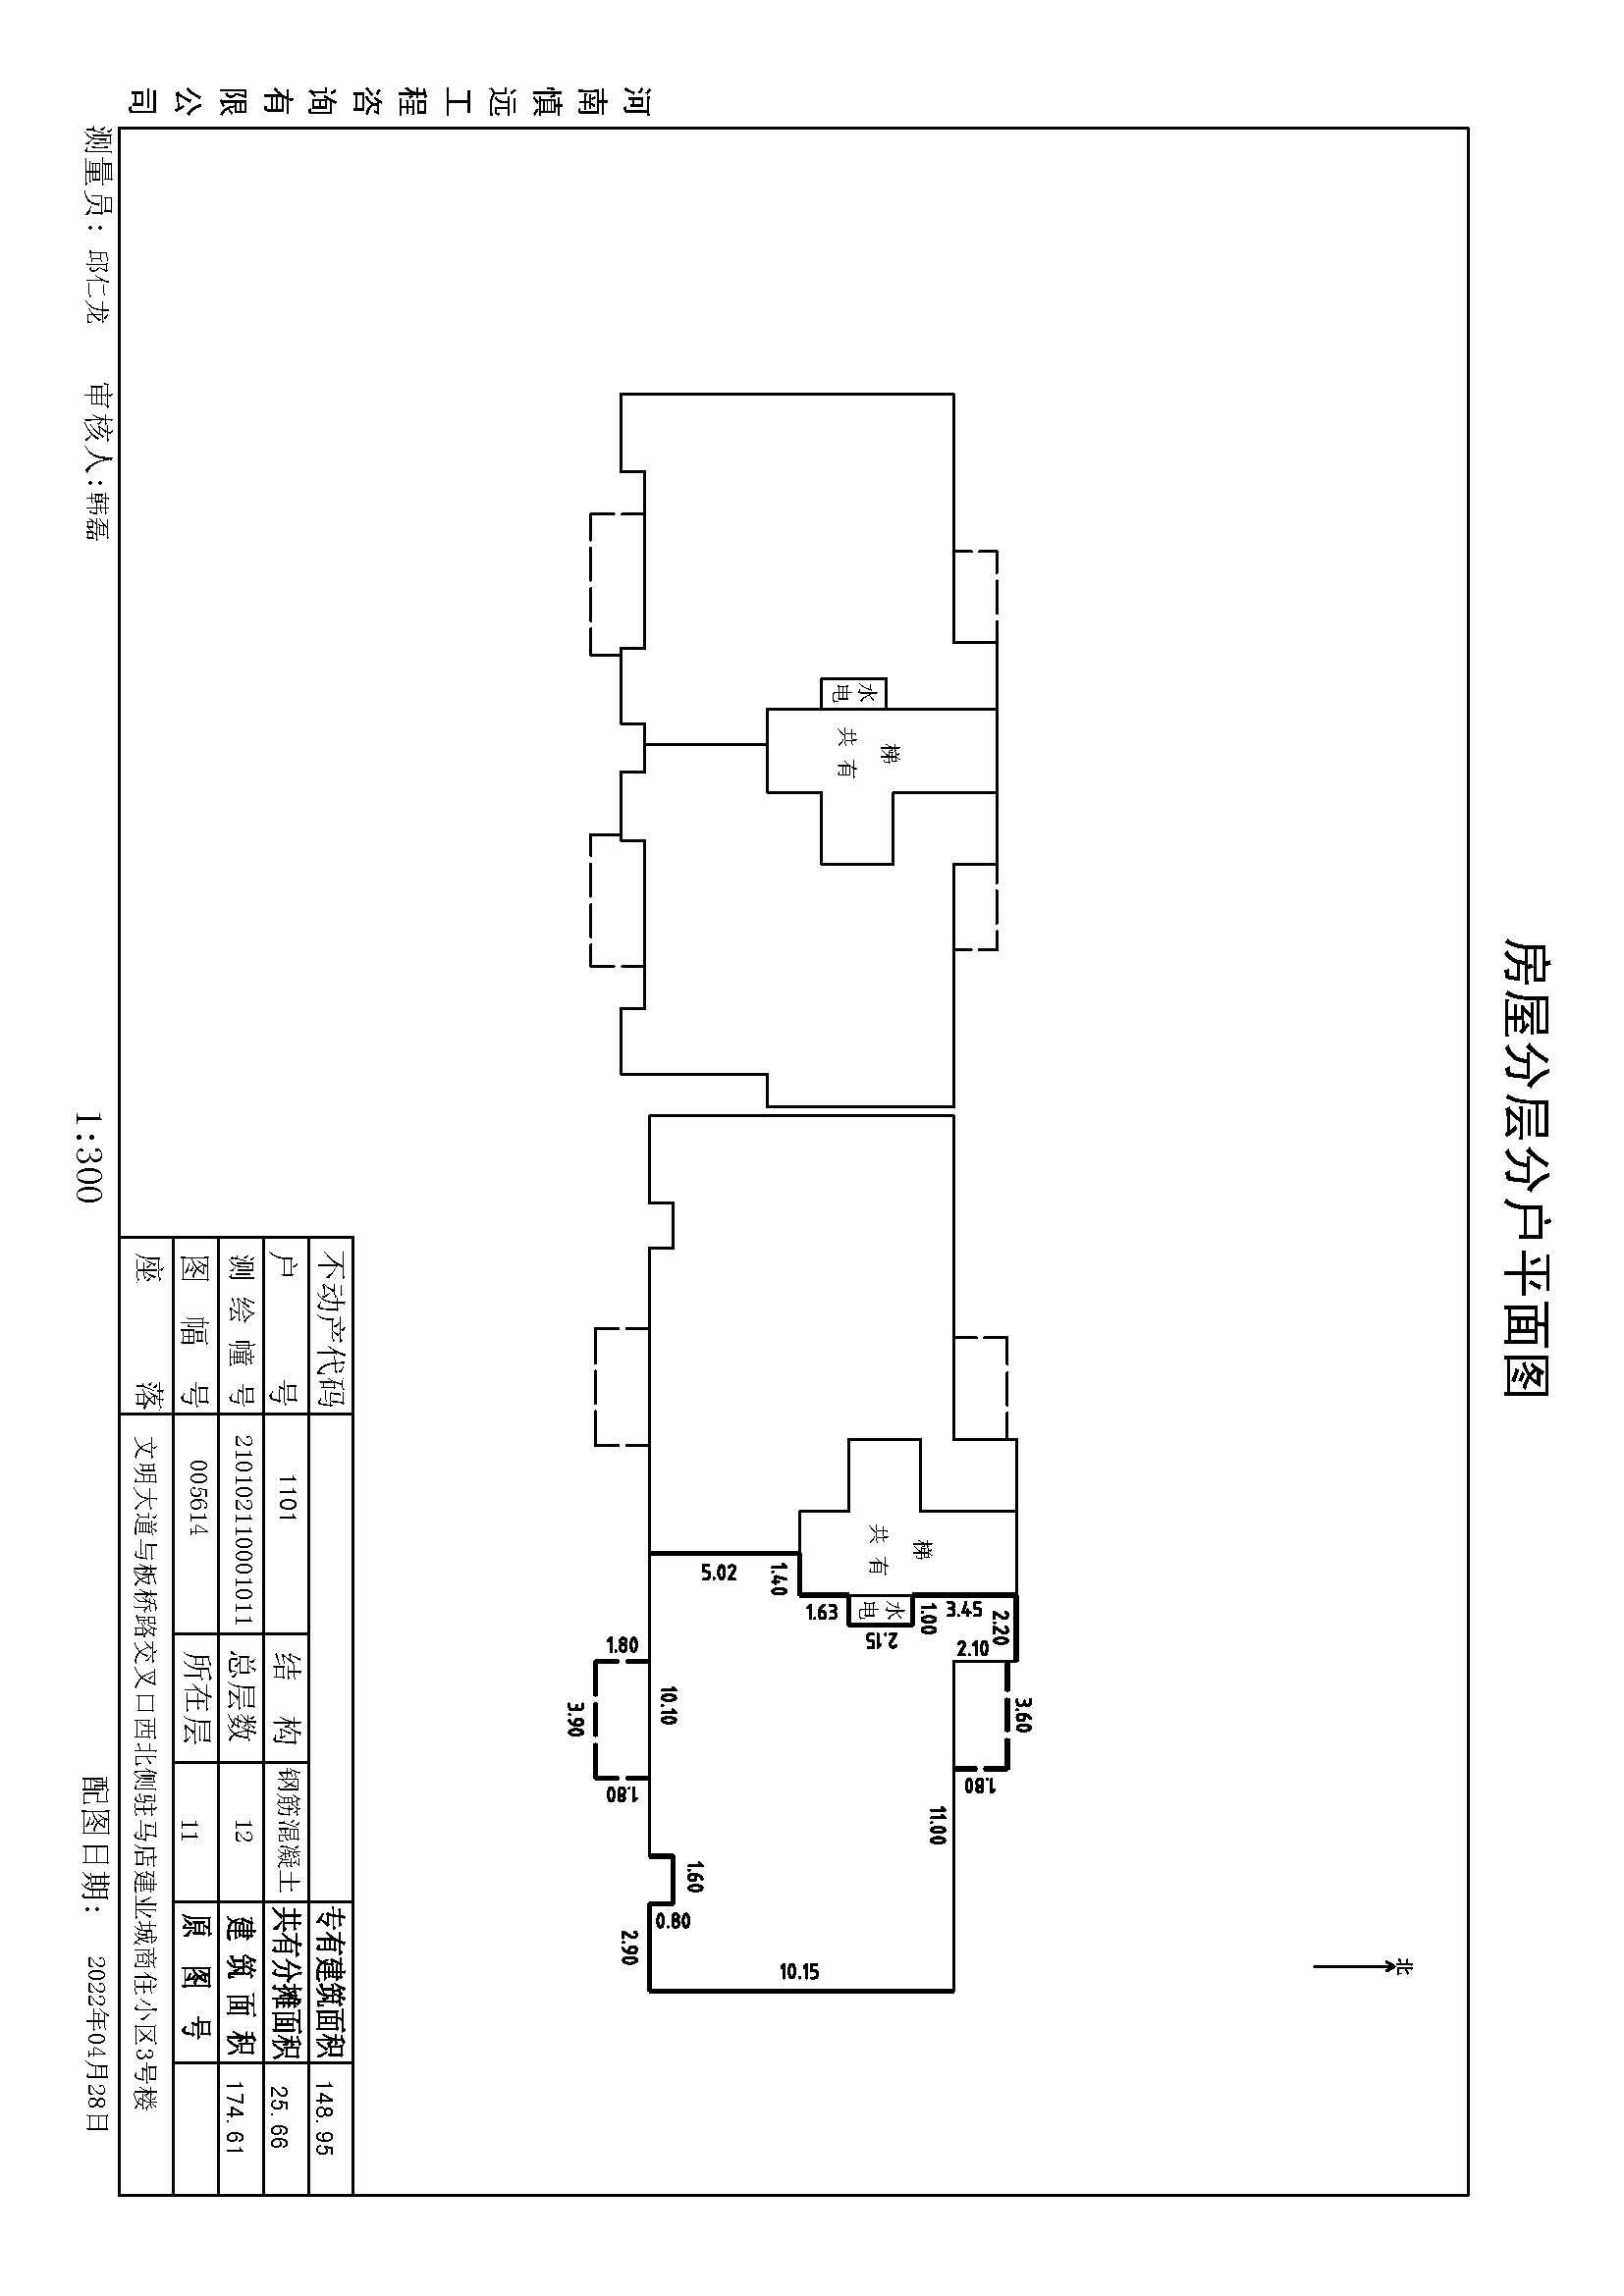 房屋分层分户平面图
北
3.60
2.20
2.10
1.80
3.45
1.00
11.00
梯
共有
水
电
2.15
1.63
1.40
5.02
10.15
梯
共有
水
电
10.10
1.60
0.80
2.90
1.80
1.80
3.90
不动产代码 专有建筑面积 148.95
户号 1101 结构 钢筋混凝土 共有分摊面积 25.66
测绘幢号 210102110001011 总层数 12 建筑面积 174.61
图幅号 005614 所在层 11 原图号
座落 文明大道与板桥路交叉口西北侧驻马店建业城商住小区3号楼
河南慎远工程咨询有限公司
测量员: 邱仁龙 审核人:韩磊 1:300 配图日期: 2022年04月28日